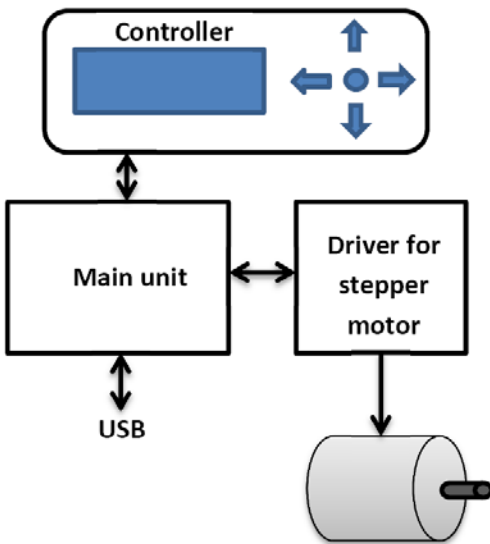 Controller
Main unit
Driver for
stepper
motor
USB